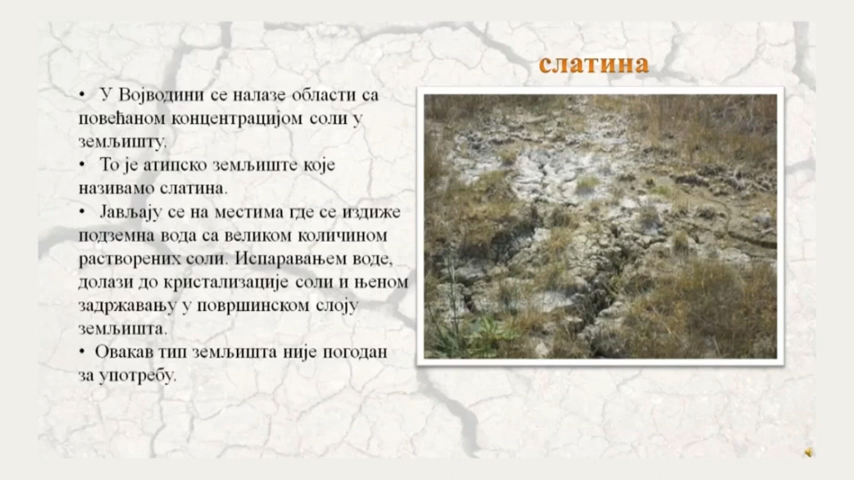 слатина
• У Војводини се налазе области са
повећаном концентрацијом соли у
земљишту.
• То је атипско земљиште које
називамо слатина.
• Јављају се на местима где се издиже
подземна вода са великом количином
растворених соли. Испаравањем воде,
долази до кристализације соли и њеном
задржавању у површинском слоју
земљишта.
• Овакав тип земљишта није погодан
за употребу.